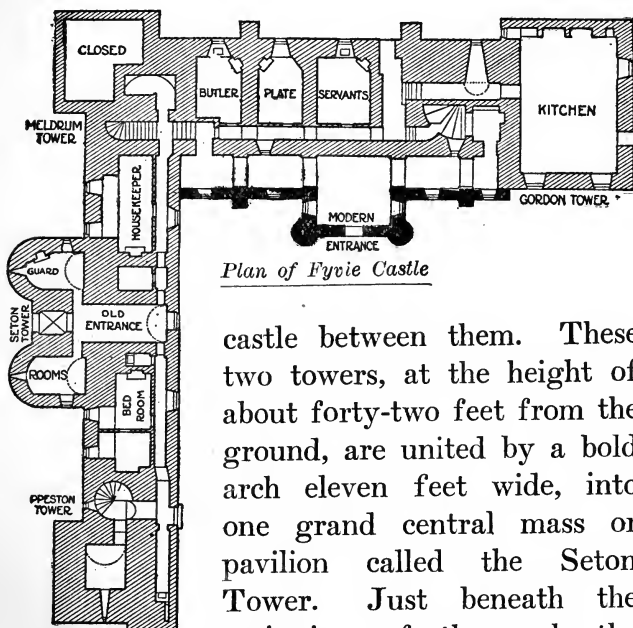 CLOSED
BUTLER
PLATE
SERVANTS
KITCHEN
MELDRUM
TOWER
HOUSEKEEPER
GORDON TOWER
MODERN
ENTRANCE
GUARD
SETON
TOWER
OLD
ENTRANCE
ROOMS
BED
ROOM
PPESTON
TOWER
Plan of Fyvie Castle
castle between them. These
two towers, at the height of
about forty-two feet from the
ground, are united by a bold
arch eleven feet wide, into
one grand central mass or
pavilion called the Seton
Tower. Just beneath the